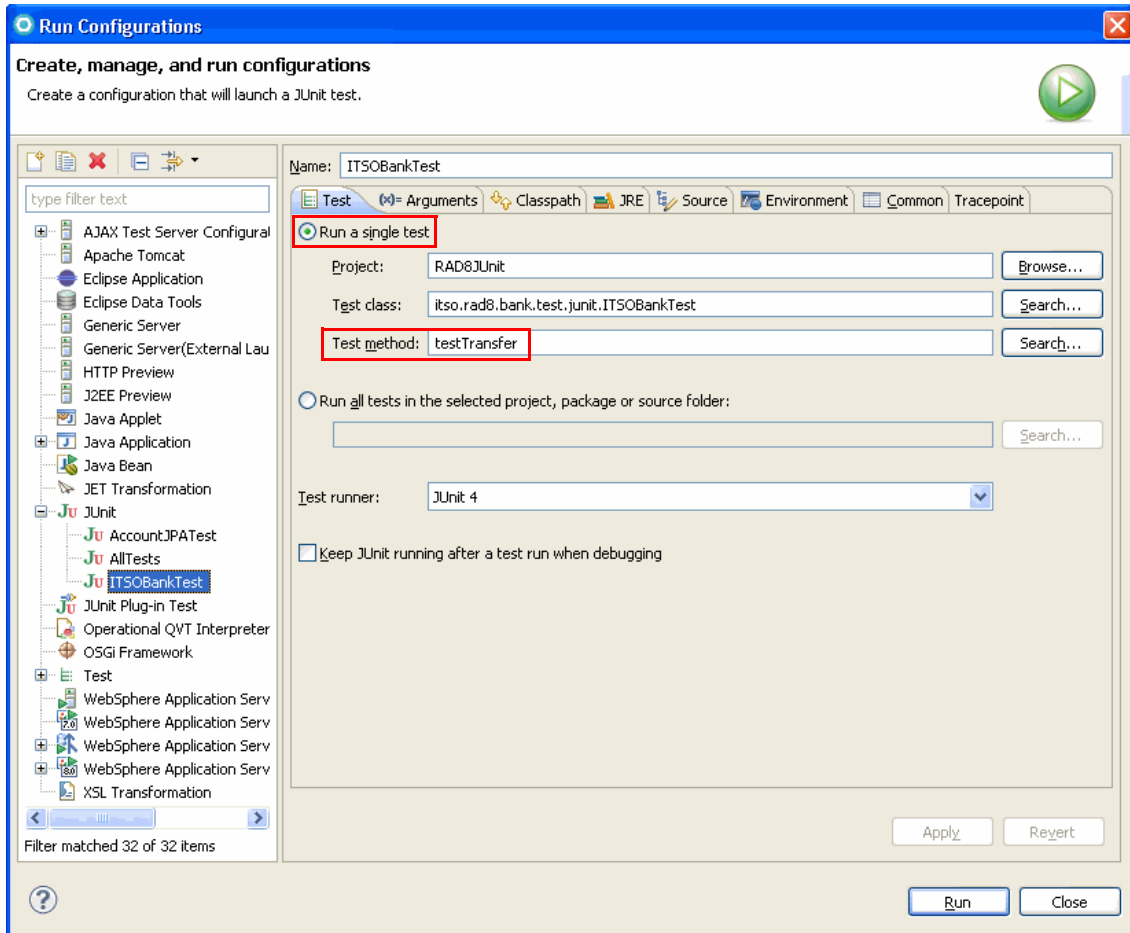 Run Configurations
Create, manage, and run configurations
Create a configuration that will launch a JUnit test.
type filter text
AJAX Test Server Configurat
Apache Tomcat
Eclipse Application
Eclipse Data Tools
Generic Server
Generic Server(External Lau
HTTP Preview
J2EE Preview
Java Applet
Java Application
Java Bean
JET Transformation
JUnit
AccountJPATest
AllTests
ITSOBankTest
JUnit Plug-in Test
Operational QVT Interpreter
OSGi Framework
Test
WebSphere Application Serv
WebSphere Application Serv
WebSphere Application Serv
WebSphere Application Serv
XSL Transformation
Filter matched 32 of 32 items
Name: ITSOBankTest
Test (x)= Arguments Classpath JRE Source Environment Common Tracepoint
Run a single test
Project: RAD8JUnit Browse...
Test class: itso.rad8.bank.test.junit.ITSOBankTest Search...
Test method: testTransfer Search...
Run all tests in the selected project, package or source folder:
Search...
Test runner: JUnit 4
Keep JUnit running after a test run when debugging
Apply Revert
? Run Close